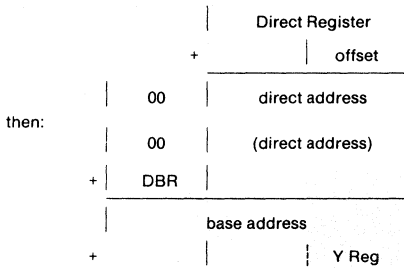 Direct Register
+ offset
00 direct address
then:
00 (direct address)
+ DBR
base address
+ Y Reg